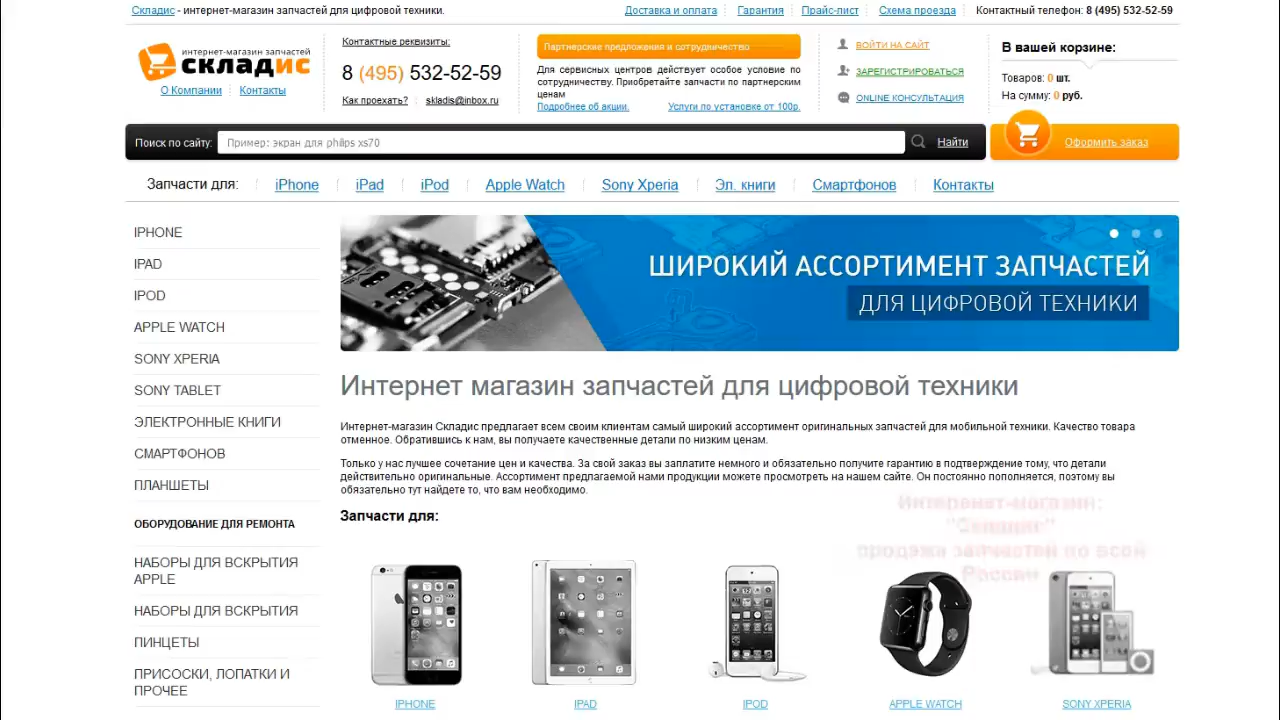 Складис - интернет-магазин запчастей для цифровой техники.
Доставка и оплата
Гарантия
Прайс-лист
Схема проезда
Контактный телефон: 8 (495) 532-52-59
интернет-магазин запчастей
складис
О Компании
Контакты
Контактные реквизиты:
8 (495) 532-52-59
Как проехать?
skladis@inbox.ru
Партнерские предложения и сотрудничество
Для сервисных центров действует особое условие по
сотрудничеству. Приобретайте запчасти по партнерским
ценам
Подробнее об акции.
Услуги по установке от 100р.
ВОЙТИ НА САЙТ
ЗАРЕГИСТРИРОВАТЬСЯ
ONLINE КОНСУЛЬТАЦИЯ
В вашей корзине:
Товаров: 0 шт.
На сумму: 0 руб.
Поиск по сайту:
Пример: экран для philips xs70
Найти
Оформить заказ
Запчасти для:
iPhone
iPad
iPod
Apple Watch
Sony Xperia
Эл. книги
Смартфонов
Контакты
IPHONE
IPAD
IPOD
APPLE WATCH
SONY XPERIA
SONY TABLET
ЭЛЕКТРОННЫЕ КНИГИ
СМАРТФОНОВ
ПЛАНШЕТЫ
ОБОРУДОВАНИЕ ДЛЯ РЕМОНТА
НАБОРЫ ДЛЯ ВСКРЫТИЯ
APPLE
НАБОРЫ ДЛЯ ВСКРЫТИЯ
ПИНЦЕТЫ
ПРИСОСКИ, ЛОПАТКИ И
ПРОЧЕЕ
ШИРОКИЙ АССОРТИМЕНТ ЗАПЧАСТЕЙ
ДЛЯ ЦИФРОВОЙ ТЕХНИКИ
Интернет магазин запчастей для цифровой техники
Интернет-магазин Складис предлагает всем своим клиентам самый широкий ассортимент оригинальных запчастей для мобильной техники. Качество товара
отменное. Обратившись к нам, вы получаете качественные детали по низким ценам.
Только у нас лучшее сочетание цен и качества. За свой заказ вы заплатите немного и обязательно получите гарантию в подтверждение тому, что детали
действительно оригинальные. Ассортимент предлагаемой нами продукции можете просмотреть на нашем сайте. Он постоянно пополняется, поэтому вы
обязательно тут найдете то, что вам необходимо.
Запчасти для:
продажи запчастей по всей
России
IPHONE
IPAD
IPOD
APPLE WATCH
SONY XPERIA